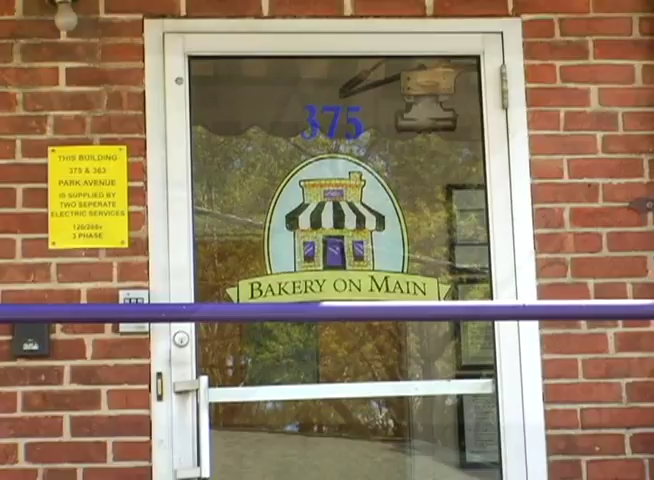 375
THIS BUILDING
375 & 363
PARK AVENUE
IS SUPPLIED BY
TWO SEPERATE
ELECTRIC SERVICES
120/208v
3 PHASE
BAKERY ON MAIN